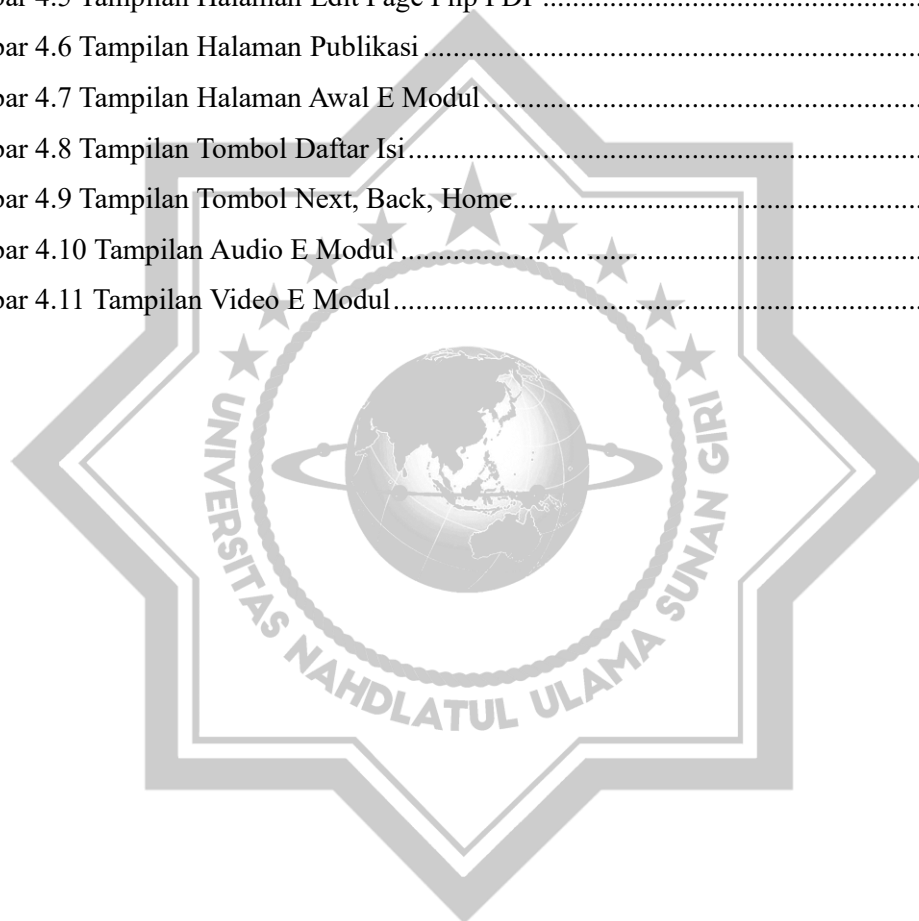 bar 4.5 Tampilan Halaman Edit Page Flip PDF ..........................................
bar 4.6 Tampilan Halaman Publikasi ..........................................................
bar 4.7 Tampilan Halaman Awal E Modul..................................................
bar 4.8 Tampilan Tombol Daftar Isi............................................................
bar 4.9 Tampilan Tombol Next, Back, Home..............................................
bar 4.10 Tampilan Audio E Modul .............................................................
bar 4.11 Tampilan Video E Modul..............................................................
UNIVERSITAS NAHDLATUL ULAMA SUNAN GIRI